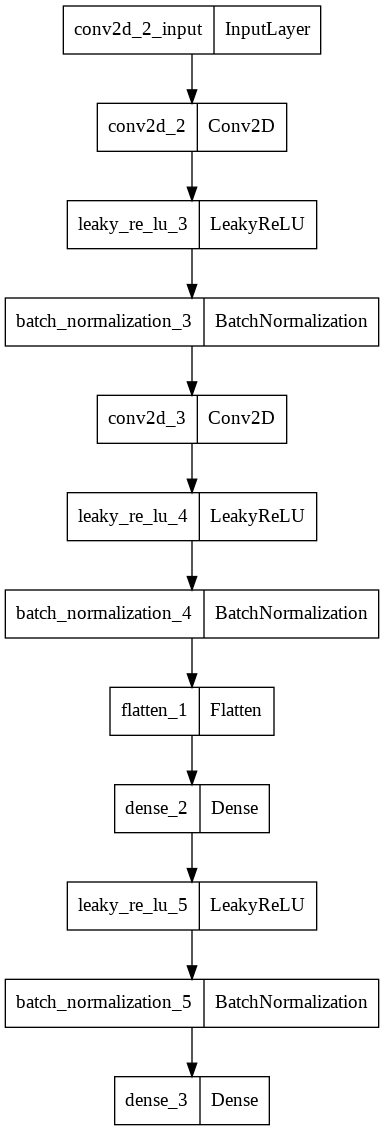 conv2d_2_input InputLayer
conv2d_2 Conv2D
leaky_re_lu_3 LeakyReLU
batch_normalization_3 BatchNormalization
conv2d_3 Conv2D
leaky_re_lu_4 LeakyReLU
batch_normalization_4 BatchNormalization
flatten_1 Flatten
dense_2 Dense
leaky_re_lu_5 LeakyReLU
batch_normalization_5 BatchNormalization
dense_3 Dense